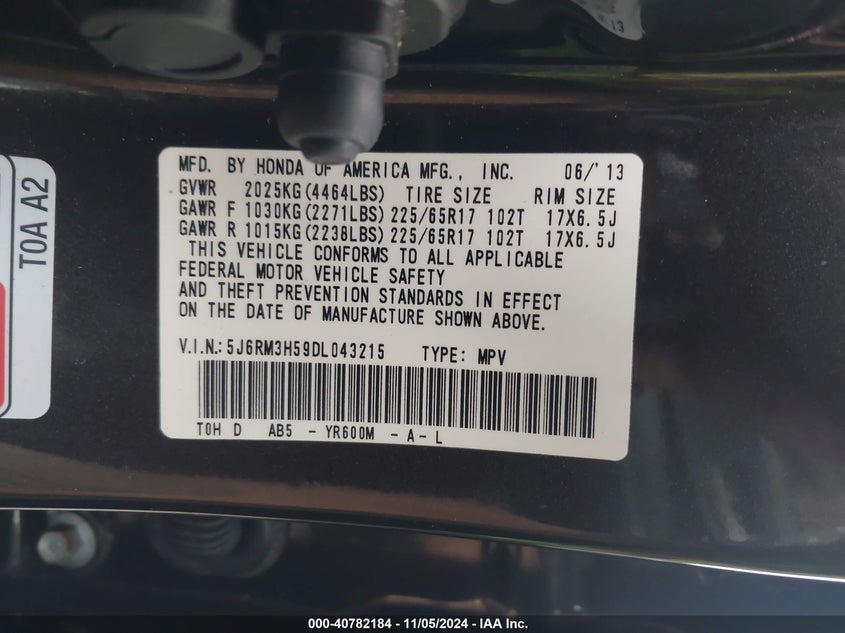 13
TOA A2
MFD. BY HONDA OF AMERICA MFG., INC. 06/'13
GVWR 2025KG(4464LBS) TIRE SIZE RIM SIZE
GAWR F 1030KG(2271LBS) 225/65R17 102T 17X6.5J
GAWR R 1015KG(2238LBS) 225/65R17 102T 17X6.5J
THIS VEHICLE CONFORMS TO ALL APPLICABLE
FEDERAL MOTOR VEHICLE SAFETY
AND THEFT PREVENTION STANDARDS IN EFFECT
ON THE DATE OF MANUFACTURE SHOWN ABOVE.
V.I.N.: 5J6RM3H59DL043215 TYPE: MPV
T0H D AB5 - YR600M - A - L
000-40782184 - 11/05/2024 - IAA Inc.